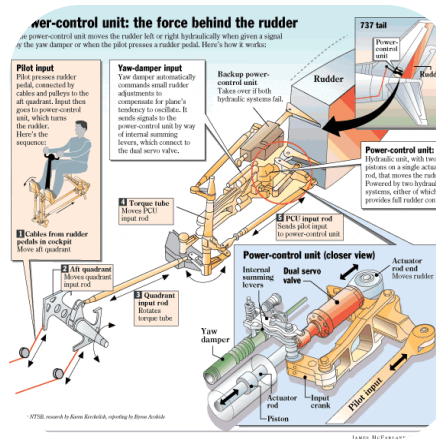 wer-control unit: the force behind the rudder
power-control unit moves the rudder left or right hydraulically when given a signal
by the yaw damper or when the pilot presses a rudder pedal. Here's how it works:
Pilot input
Pilot presses rudder
pedal, connected by
cables and pulleys to the
aft quadrant. Input then
goes to power-control
unit, which turns
the rudder.
Here's the
sequence:
Yaw-damper input
Yaw damper automatically
commands small rudder
adjustments to
compensate for plane's
tendency to oscillate. It
sends signals to the
power-control unit by way
of internal summing
levers, which connect to
the dual servo valve.
Backup power-
control unit
Takes over if both
hydraulic systems fail.
Rudder
737 tail
Power-
control
unit
Rudd
Power-control unit:
Hydraulic unit, with two
pistons on a single actua
rod, that moves the rudd
Powered by two hydraul
systems, either of which
provides full rudder con
4 Torque tube
Moves PCU
input rod
5 PCU input rod
Sends pilot input
to power-control unit
1 Cables from rudder
pedals in cockpit
Move aft quadrant
2 Aft quadrant
Moves quadrant
input rod
3 Quadrant
input rod
Rotates
torque tube
Power-control unit (closer view)
Internal
summing
levers
Dual servo
valve
Actuator
rod end
Moves rudder
Yaw
damper
Actuator
rod
Piston
Input
crank
Pilot input
NTSB, research by
reporting by Byron Acohido
JAMES MCFARLANE